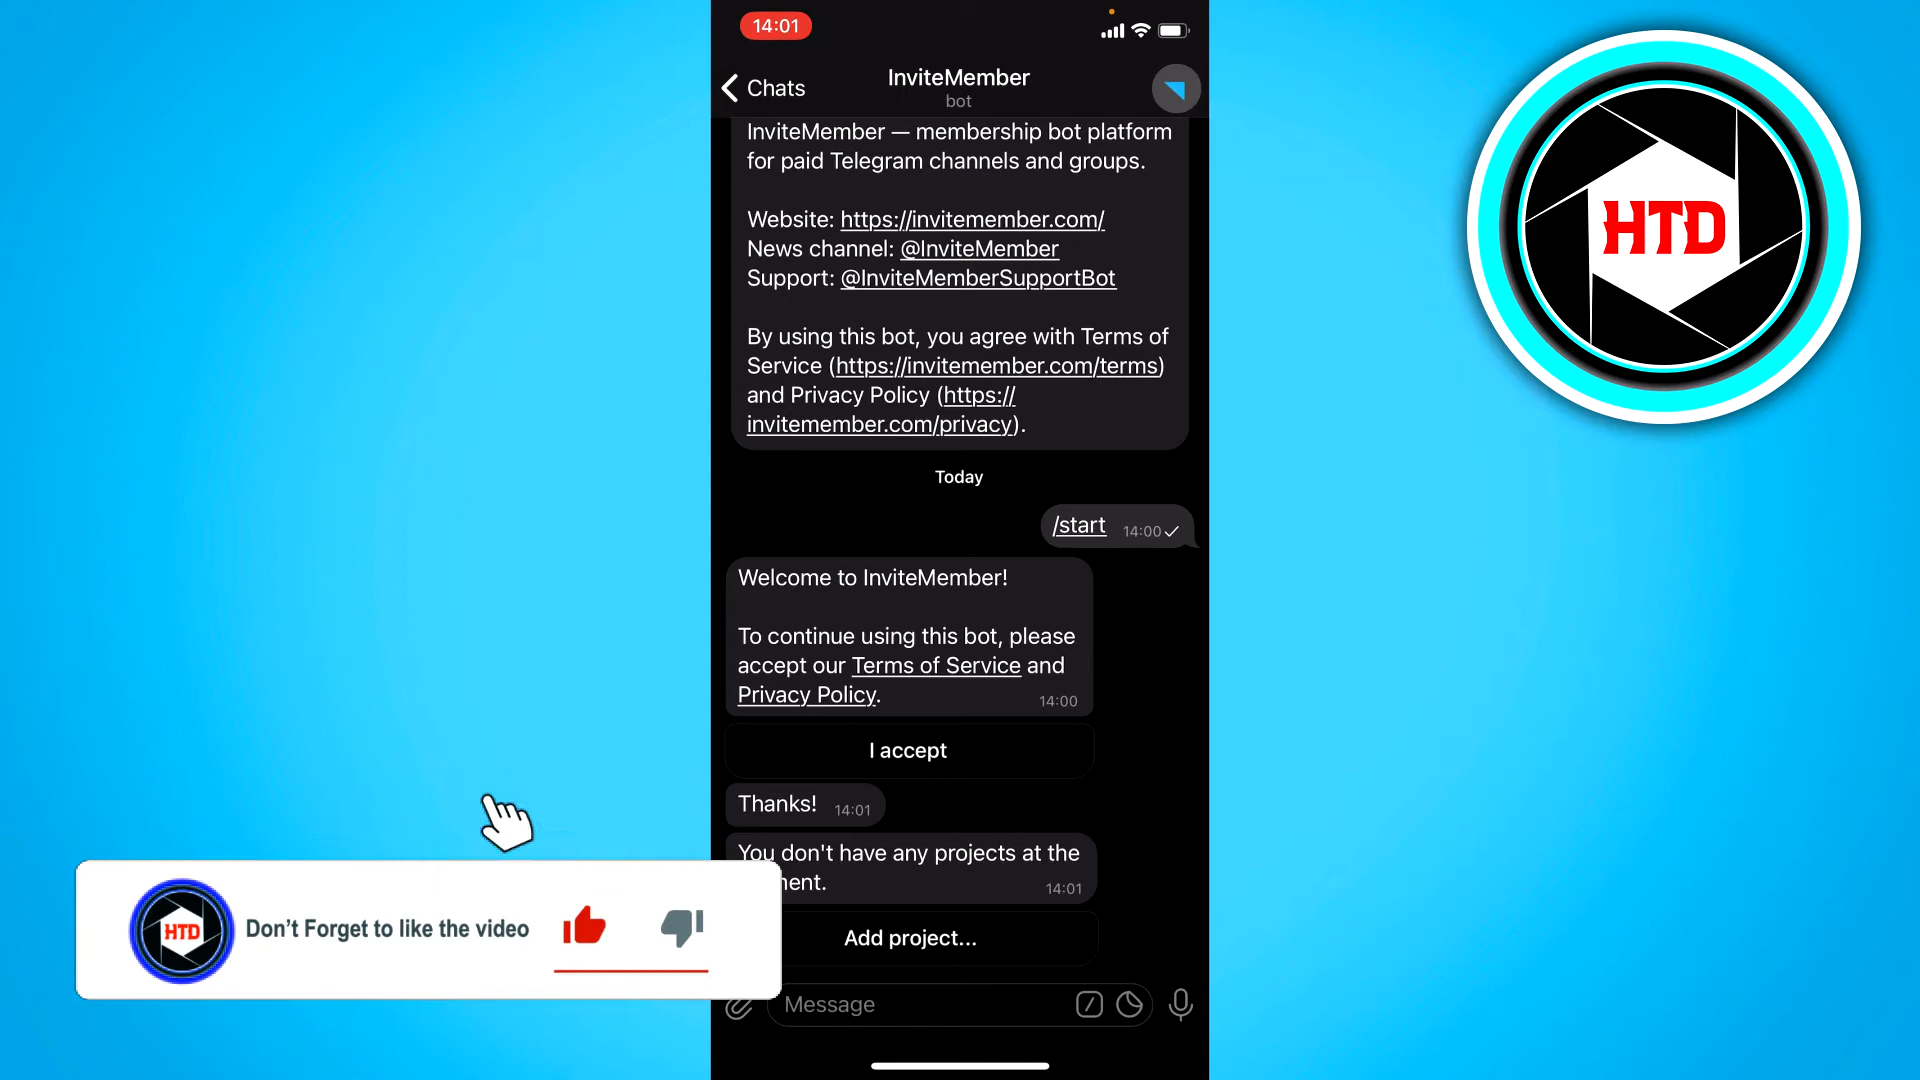 14:01
Chats
InviteMember
bot
InviteMember — membership bot platform
for paid Telegram channels and groups.
Website: https://invitemember.com/
News channel: @InviteMember
Support: @InviteMemberSupportBot
By using this bot, you agree with Terms of
Service (https://invitemember.com/terms)
and Privacy Policy (https://
invitemember.com/privacy).
Today
/start 14:00
Welcome to InviteMember!
To continue using this bot, please
accept our Terms of Service and
Privacy Policy. 14:00
I accept
Thanks! 14:01
You don't have any projects at the
ent. 14:01
Add project...
Message
HTD
HTD
Don't Forget to like the video